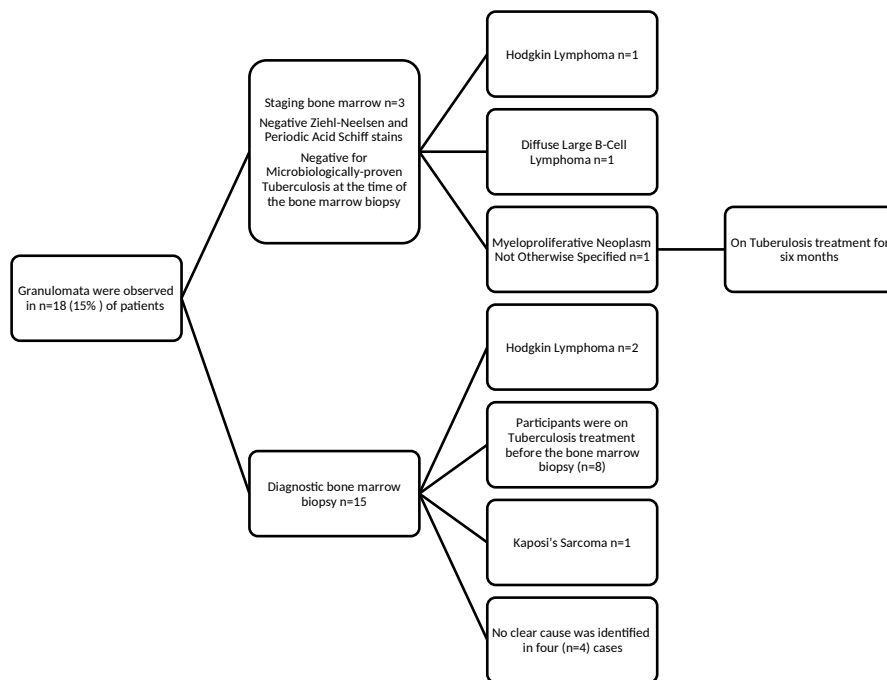 Granulomata were observed
in n=18 (15% ) of patients
Staging bone marrow n=3
Negative Ziehl-Neelsen and
Periodic Acid Schiff stains
Negative for
Microbiologically-proven
Tuberculosis at the time of
the bone marrow biopsy
Hodgkin Lymphoma n=1
Diffuse Large B-Cell
Lymphoma n=1
Myeloproliferative Neoplasm
Not Otherwise Specified n=1
On Tuberulosis treatment for
six months
Diagnostic bone marrow
biopsy n=15
Hodgkin Lymphoma n=2
Participants were on
Tuberculosis treatment
before the bone marrow
biopsy (n=8)
Kaposi's Sarcoma n=1
No clear cause was identified
in four (n=4) cases